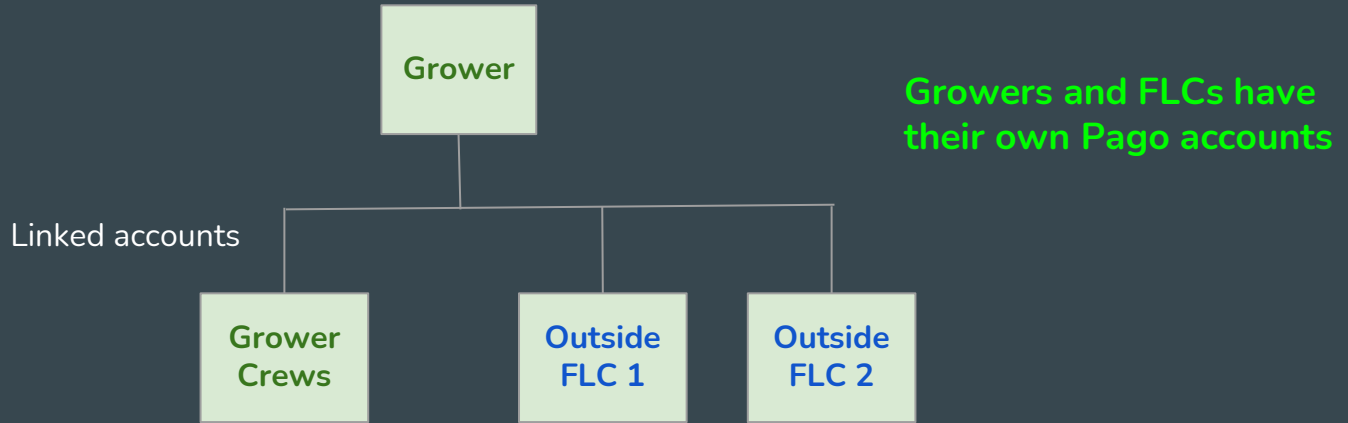 Grower
Growers and FLCs have
their own Pago accounts
Linked accounts
Grower
Crews
Outside
FLC 1
Outside
FLC 2